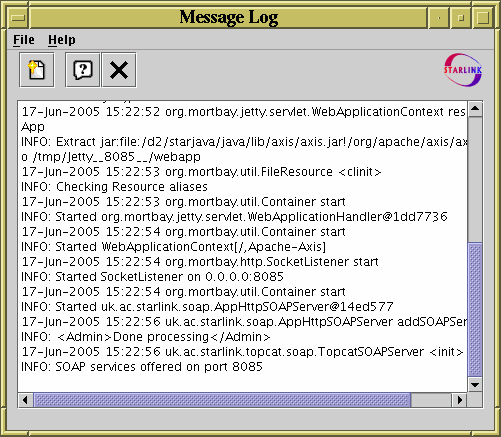 Message Log
File Help
STARLINK
17-Jun-2005 15:22:52 org.mortbay.jetty.servlet.WebApplicationContext res
App
INFO: Extract jar:file:/d2/starjava/java/lib/axis/axis.jar!/org/apache/axis/ax
o /tmp/Jetty__8085__/webapp
17-Jun-2005 15:22:53 org.mortbay.util.FileResource <clinit>
INFO: Checking Resource aliases
17-Jun-2005 15:22:53 org.mortbay.util.Container start
INFO: Started org.mortbay.jetty.servlet.WebApplicationHandler@1dd7736
17-Jun-2005 15:22:54 org.mortbay.util.Container start
INFO: Started WebApplicationContext[/,Apache-Axis]
17-Jun-2005 15:22:54 org.mortbay.http.SocketListener start
INFO: Started SocketListener on 0.0.0.0:8085
17-Jun-2005 15:22:54 org.mortbay.util.Container start
INFO: Started uk.ac.starlink.soap.AppHttpSOAPServer@14ed577
17-Jun-2005 15:22:56 uk.ac.starlink.soap.AppHttpSOAPServer addSOAPSer
INFO: <Admin>Done processing</Admin>
17-Jun-2005 15:22:56 uk.ac.starlink.topcat.soap.TopcatSOAPServer <init>
INFO: SOAP services offered on port 8085